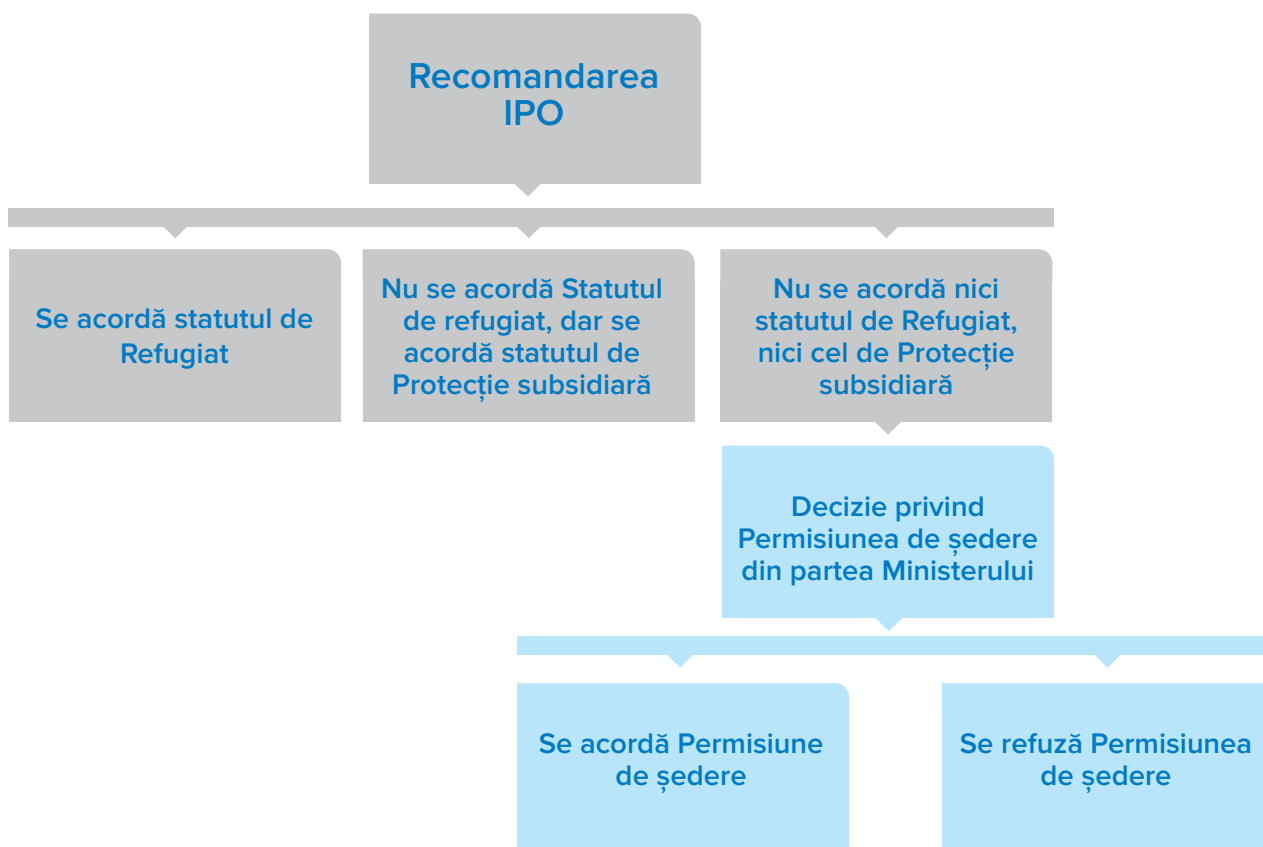 Recomandarea
IPO
Se acordă statutul de
Refugiat
Nu se acordă Statutul
de refugiat, dar se
acordă statutul de
Protecție subsidiară
Nu se acordă nici
statutul de Refugiat,
nici cel de Protecție
subsidiară
Decizie privind
Permisiunea de ședere
din partea Ministerului
Se acordă Permisiune
de ședere
Se refuză Permisiunea
de ședere